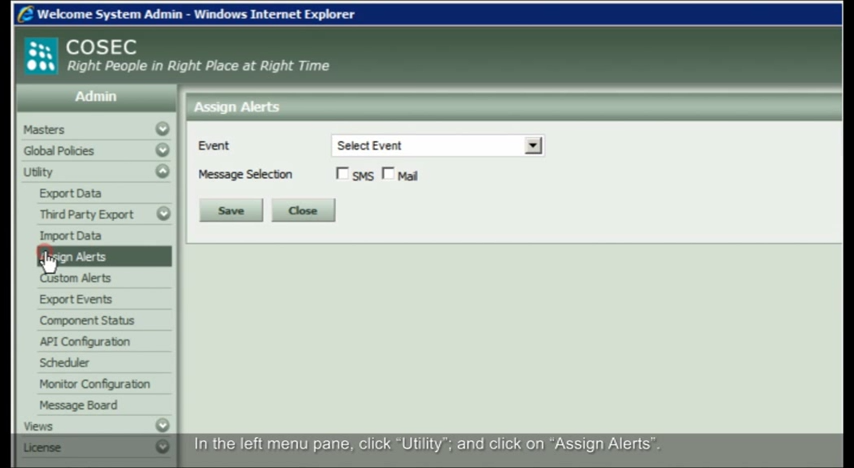 Welcome System Admin - Windows Internet Explorer
COSEC
Right People in Right Place at Right Time
Admin
Masters
Global Policies
Utility
Export Data
Third Party Export
Import Data
Assign Alerts
Custom Alerts
Export Events
Component Status
API Configuration
Scheduler
Monitor Configuration
Message Board
Views
License
Assign Alerts
Event
Select Event
Message Selection
SMS
Mail
Save
Close
In the left menu pane, click “Utility”; and click on “Assign Alerts”.